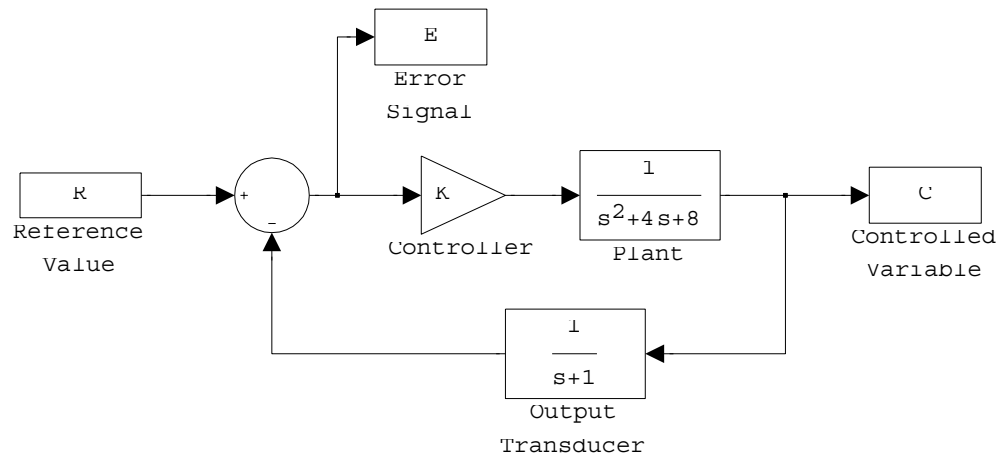 E
Error
Signal
R
Reference
Value
+
-
K
Controller
1
s²+4s+8
Plant
C
Controlled
Variable
1
s+1
Output
Transducer